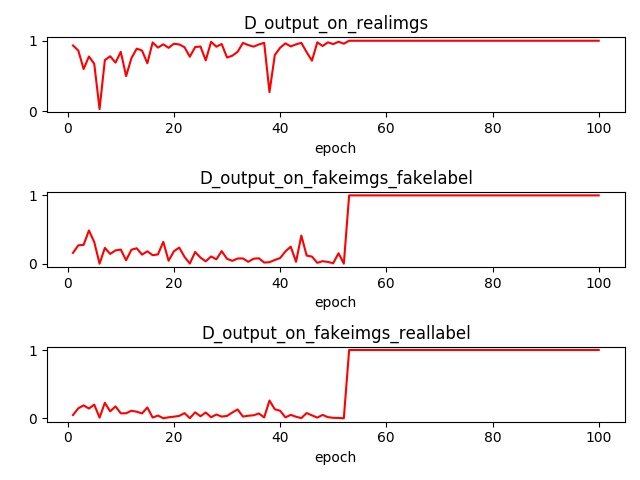 D_output_on_realimgs
1
0
0 20 40 60 80 100
epoch
D_output_on_fakeimgs_fakelabel
1
0
0 20 40 60 80 100
epoch
D_output_on_fakeimgs_reallabel
1
0
0 20 40 60 80 100
epoch